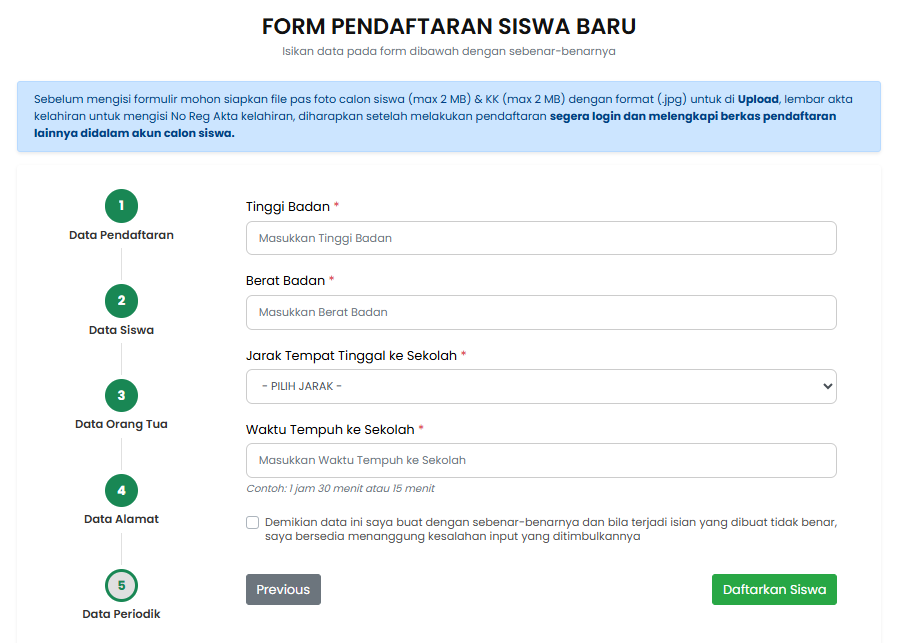 FORM PENDAFTARAN SISWA BARU
Isikan data pada form dibawah dengan sebenar-benarnya
Sebelum mengisi formulir mohon siapkan file pas foto calon siswa (max 2 MB) & KK (max 2 MB) dengan format (.jpg) untuk di Upload, lembar akta
kelahiran untuk mengisi No Reg Akta kelahiran, diharapkan setelah melakukan pendaftaran segera login dan melengkapi berkas pendaftaran
lainnya didalam akun calon siswa.
1
Data Pendaftaran
2
Data Siswa
3
Data Orang Tua
4
Data Alamat
5
Data Periodik
Tinggi Badan *
Masukkan Tinggi Badan
Berat Badan *
Masukkan Berat Badan
Jarak Tempat Tinggal ke Sekolah *
- PILIH JARAK -
Waktu Tempuh ke Sekolah *
Masukkan Waktu Tempuh ke Sekolah
Contoh: 1 jam 30 menit atau 15 menit
Demikian data ini saya buat dengan sebenar-benarnya dan bila terjadi isian yang dibuat tidak benar,
saya bersedia menanggung kesalahan input yang ditimbulkannya
Previous
Daftarkan Siswa